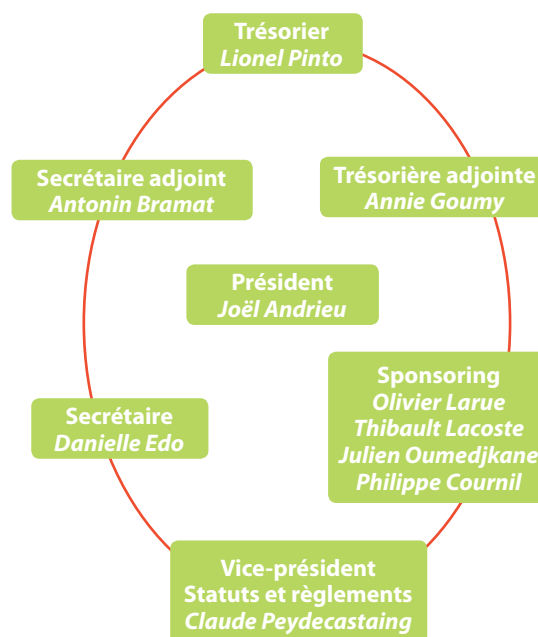 Trésorier
Lionel Pinto
Secrétaire adjoint
Antonin Bramat
Trésorière adjointe
Annie Goumy
Président
Joël Andrieu
Sponsoring
Olivier Larue
Thibault Lacoste
Julien Oumedjkane
Philippe Cournil
Secrétaire
Danielle Edo
Vice-président
Statuts et règlements
Claude Peydecastaing